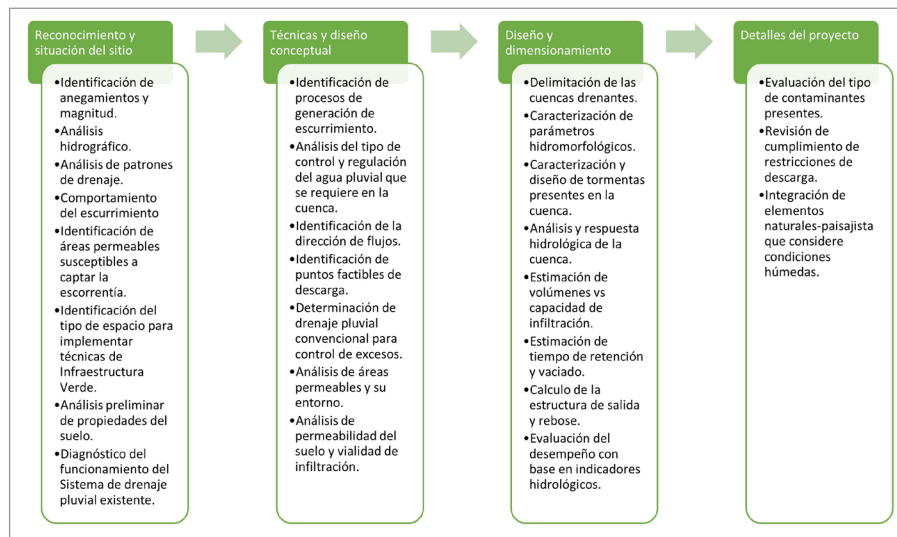 Reconocimiento y
situación del sitio
•Identificación de
anegamientos y
magnitud.
•Análisis
hidrográfico.
•Análisis de patrones
de drenaje.
•Comportamiento
del escurrimiento
•Identificación de
áreas permeables
susceptibles a
captar la
escorrentía.
•Identificación del
tipo de espacio para
implementar
técnicas de
Infraestructura
Verde.
•Análisis preliminar
de propiedades del
suelo.
•Diagnóstico del
funcionamiento del
Sistema de drenaje
pluvial existente.
Técnicas y diseño
conceptual
•Identificación de
procesos de
generación de
escurrimiento.
•Análisis del tipo de
control y regulación
del agua pluvial que
se requiere en la
cuenca.
•Identificación de la
dirección de flujos.
•Identificación de
puntos factibles de
descarga.
•Determinación de
drenaje pluvial
convencional para
control de excesos.
•Análisis de áreas
permeables y su
entorno.
•Análisis de
permeabilidad del
suelo y vialidad de
infiltración.
Diseño y
dimensionamiento
•Delimitación de las
cuencas drenantes.
•Caracterización de
parámetros
hidromorfológicos.
•Caracterización y
diseño de tormentas
presentes en la
cuenca.
•Análisis y respuesta
hidrológica de la
cuenca.
•Estimación de
volúmenes vs
capacidad de
infiltración.
•Estimación de
tiempo de retención
y vaciado.
•Calculo de la
estructura de salida
y rebose.
•Evaluación del
desempeño con
base en indicadores
hidrológicos.
Detalles del proyecto
•Evaluación del tipo
de contaminantes
presentes.
•Revisión de
cumplimiento de
restricciones de
descarga.
•Integración de
elementos
naturales-paisajista
que considere
condiciones
húmedas.